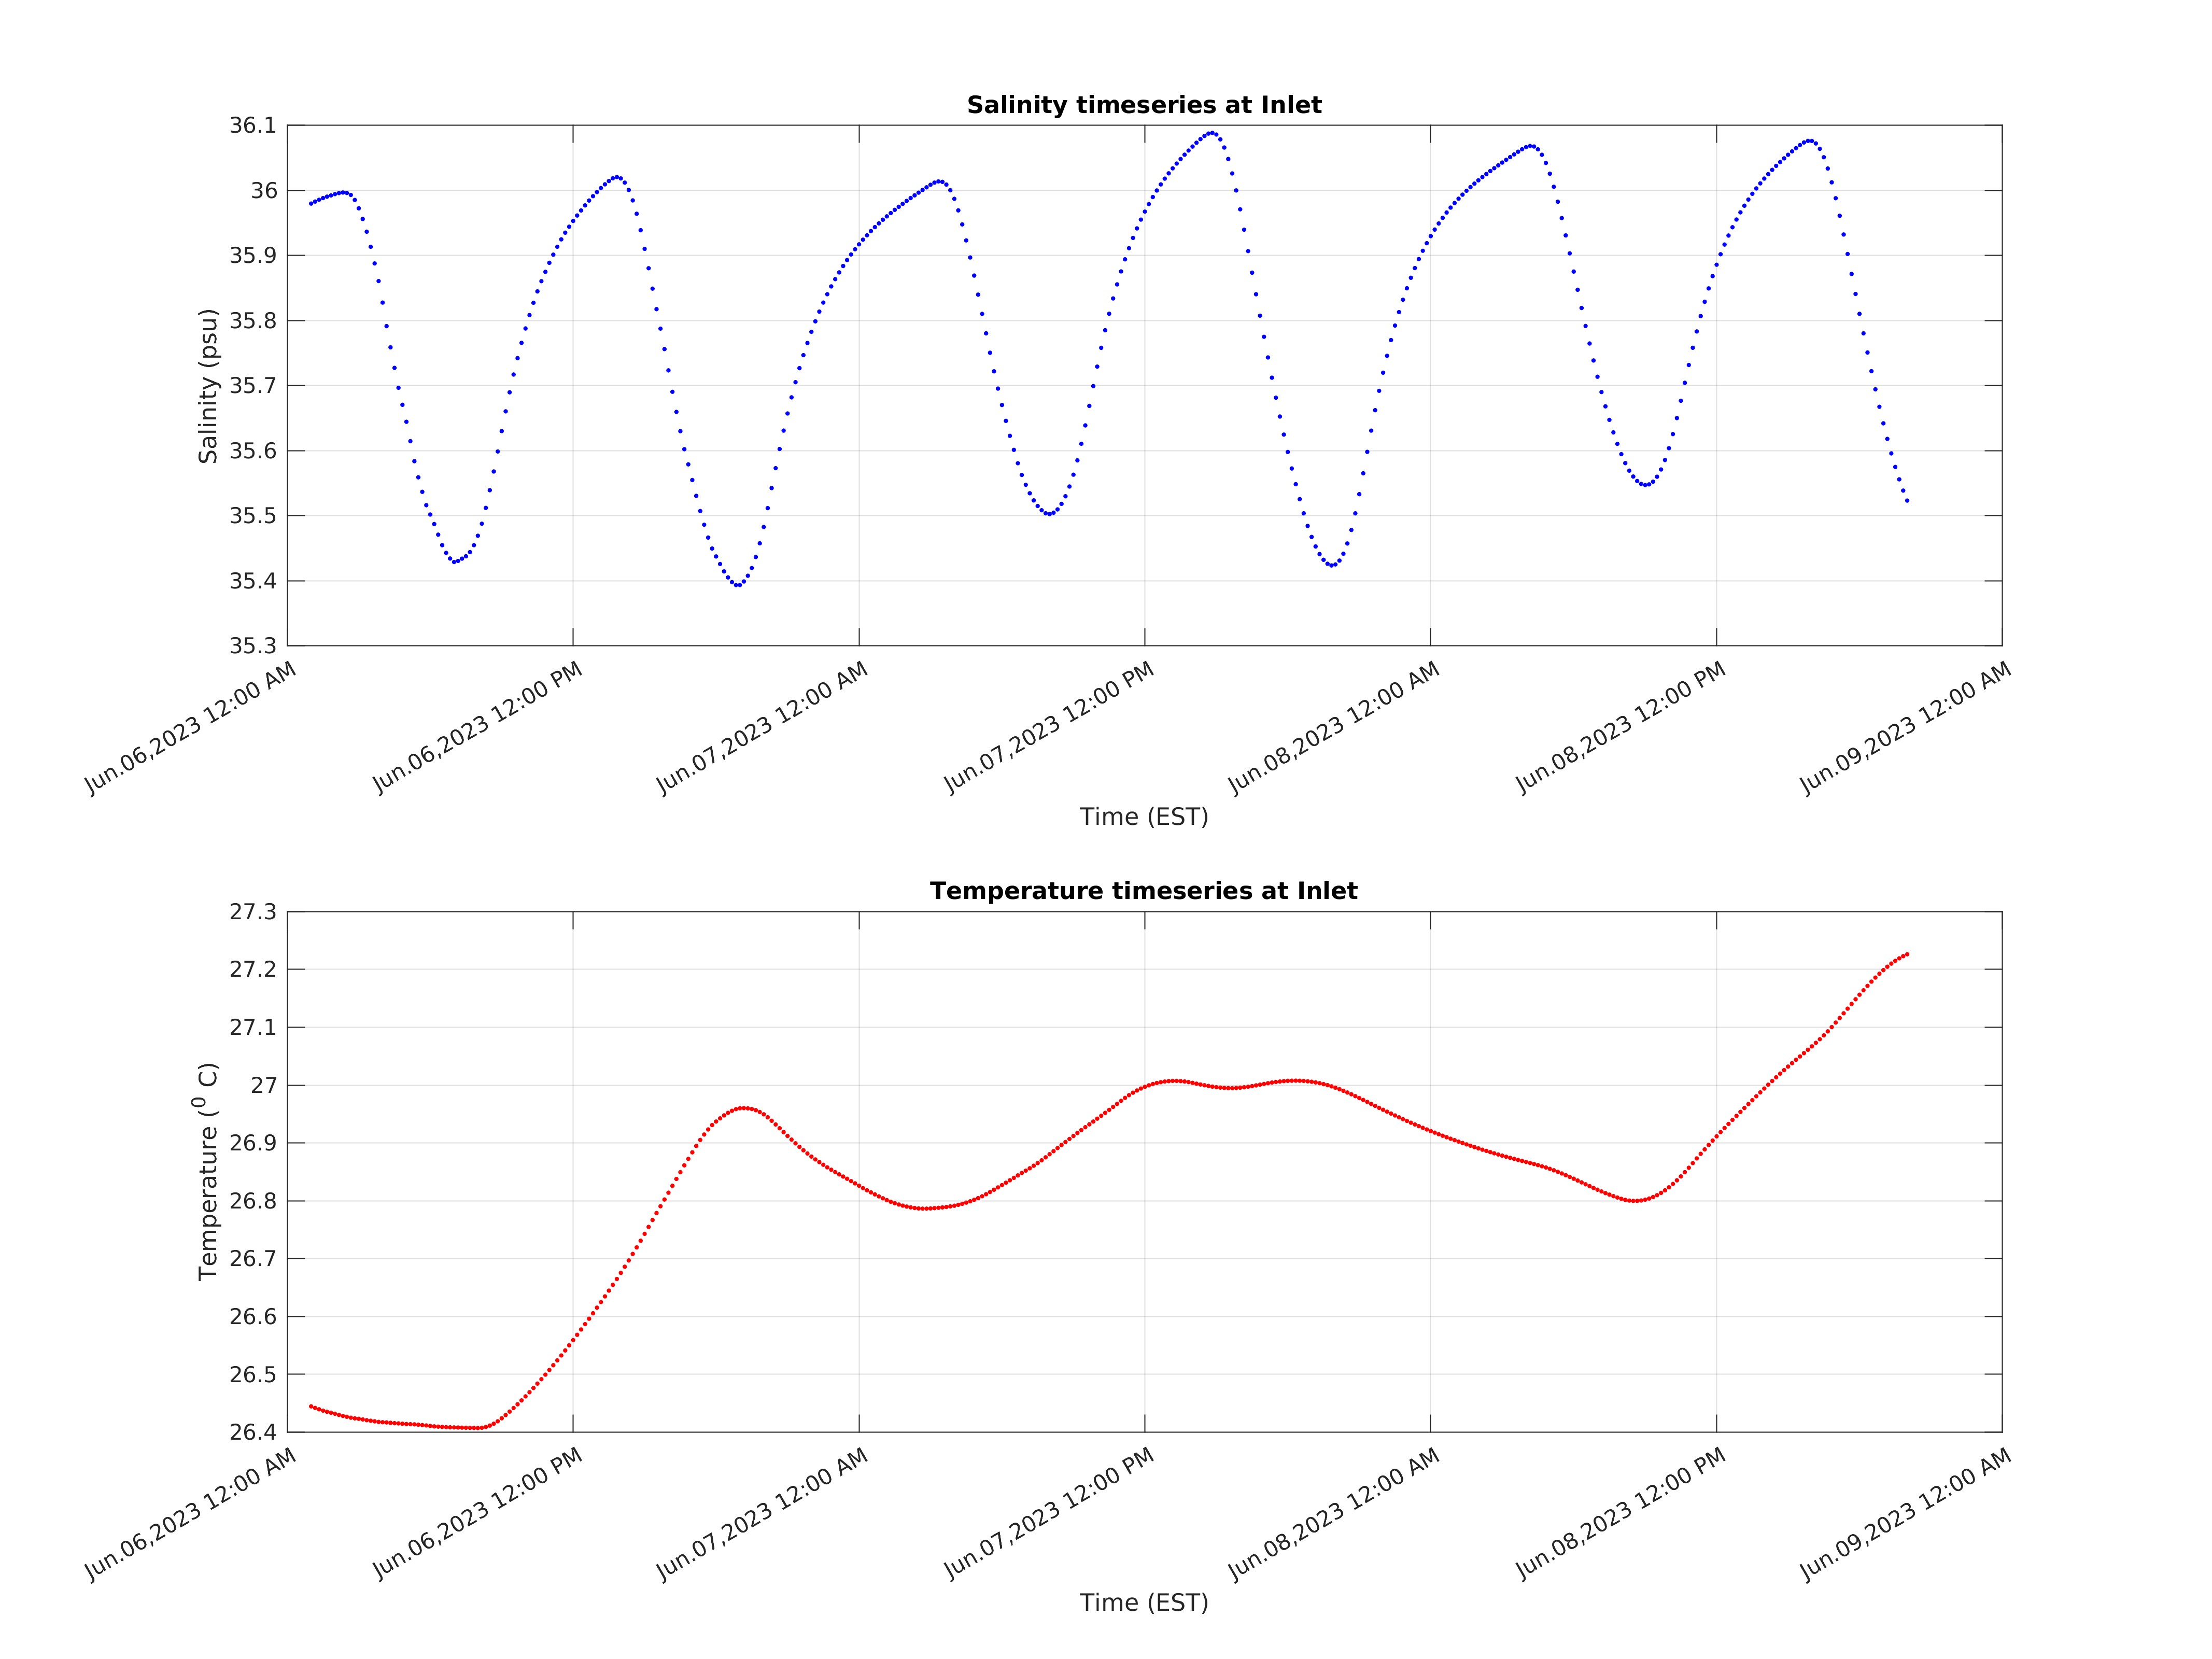 Salinity timeseries at Inlet
36.1
36
35.9
35.8
35.7
35.6
35.5
35.4
35.3
Salinity (psu)
Jun.06,2023 12:00 AM
Jun.06,2023 12:00 PM
Jun.07,2023 12:00 AM
Jun.07,2023 12:00 PM
Jun.08,2023 12:00 AM
Jun.08,2023 12:00 PM
Jun.09,2023 12:00 AM
Time (EST)
Temperature timeseries at Inlet
27.3
27.2
27.1
27
26.9
26.8
26.7
26.6
26.5
26.4
Temperature (⁰ C)
Jun.06,2023 12:00 AM
Jun.06,2023 12:00 PM
Jun.07,2023 12:00 AM
Jun.07,2023 12:00 PM
Jun.08,2023 12:00 AM
Jun.08,2023 12:00 PM
Jun.09,2023 12:00 AM
Time (EST)